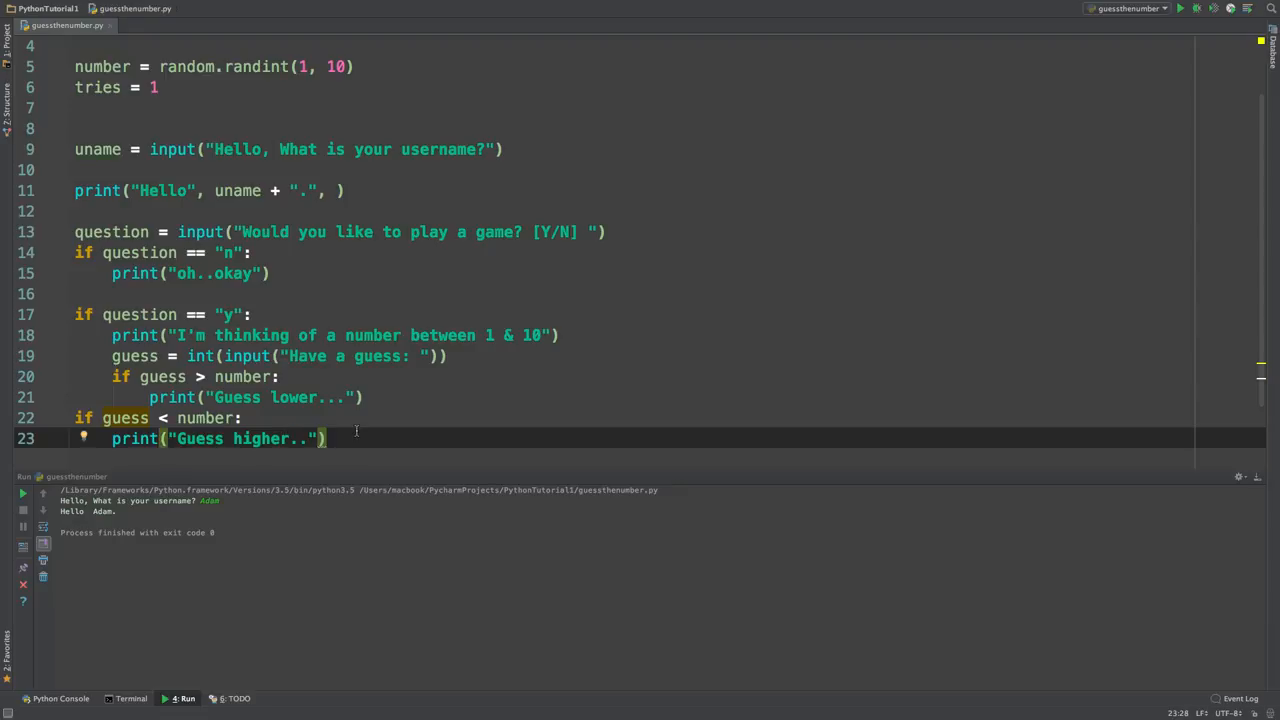 PythonTutorial1 guessthenumber.py guessthenumber
guessthenumber.py
1: Project
Z: Structure
2: Favorites
Database
4
5 number = random.randint(1, 10)
6 tries = 1
7
8
9 uname = input("Hello, What is your username?")
10
11 print("Hello", uname + ".", )
12
13 question = input("Would you like to play a game? [Y/N] ")
14 if question == "n":
15 print("oh..okay")
16
17 if question == "y":
18 print("I'm thinking of a number between 1 & 10")
19 guess = int(input("Have a guess: "))
20 if guess > number:
21 print("Guess lower...")
22 if guess < number:
23 print("Guess higher..")
Run guessthenumber
/Library/Frameworks/Python.framework/Versions/3.5/bin/python3.5 /Users/macbook/PycharmProjects/PythonTutorial1/guessthenumber.py
Hello, What is your username? Adam
Hello Adam.
Process finished with exit code 0
Python Console Terminal 4: Run 6: TODO Event Log
23:28 LF÷ UTF-8÷